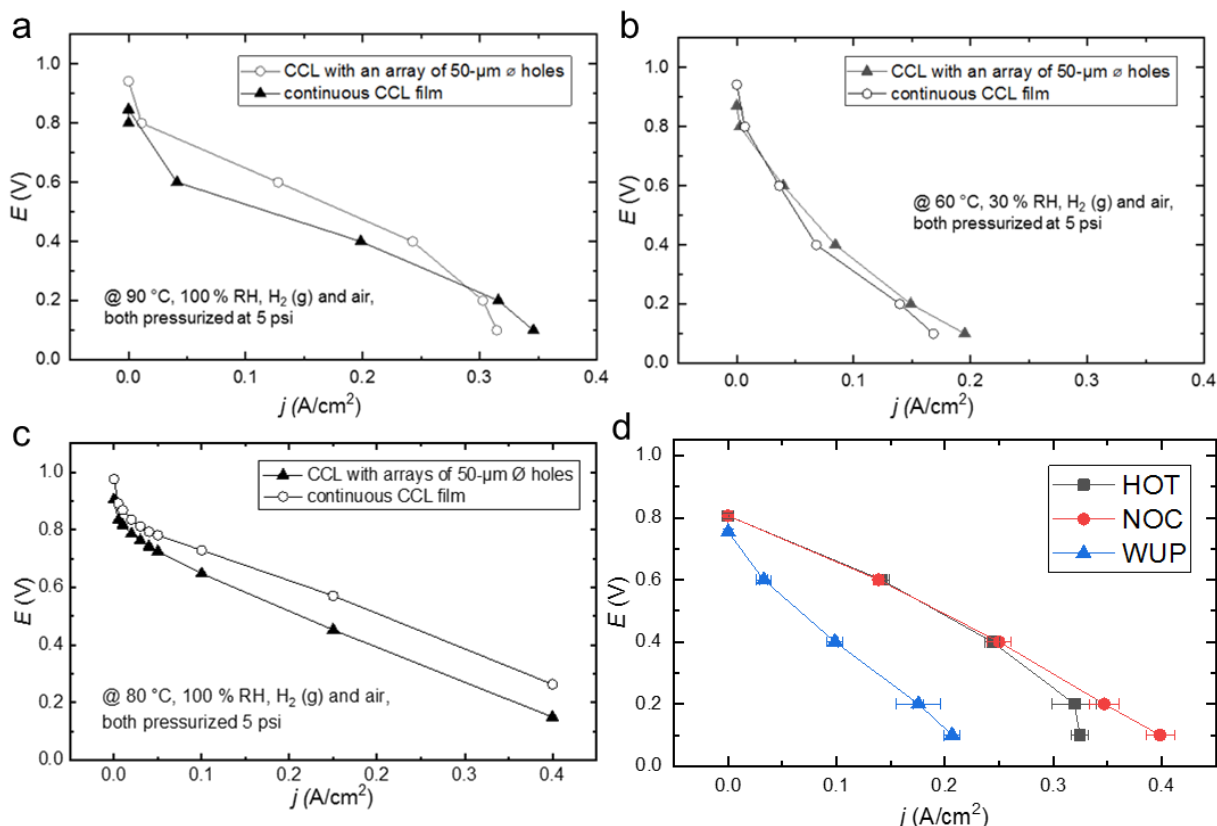 a
CCL with an array of 50-µm ø holes
continuous CCL film
1.0
0.8
0.6
0.4
0.2
0.0
E (V)
@ 90 °C, 100 % RH, H₂ (g) and air,
both pressurized at 5 psi
0.0 0.1 0.2 0.3 0.4
j (A/cm²)
b
CCL with an array of 50-µm ø holes
continuous CCL film
1.0
0.8
0.6
0.4
0.2
0.0
E (V)
@ 60 °C, 30 % RH, H₂ (g) and air,
both pressurized at 5 psi
0.0 0.1 0.2 0.3 0.4
j (A/cm²)
c
CCL with arrays of 50-µm Ø holes
continuous CCL film
1.0
0.8
0.6
0.4
0.2
0.0
E (V)
@ 80 °C, 100 % RH, H₂ (g) and air,
both pressurized 5 psi
0.0 0.1 0.2 0.2 0.3 0.4
j (A/cm²)
d
HOT
NOC
WUP
1.0
0.8
0.6
0.4
0.2
0.0
E (V)
0.0 0.1 0.2 0.3 0.4
j (A/cm²)